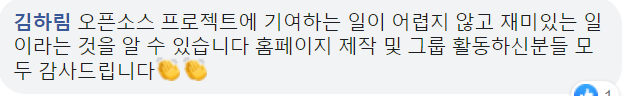 김하림 오픈소스 프로젝트에 기여하는 일이 어렵지 않고 재미있는 일
이라는 것을 알 수 있습니다 홈페이지 제작 및 그룹 활동하신분들 모
두 감사드립니다👏👏
1